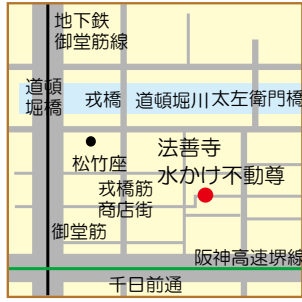 地下鉄
御堂筋線
道頓
堀橋
戎橋
道頓堀川
太左衛門橋
松竹座
法善寺
水かけ不動尊
戎橋筋
商店街
御堂筋
阪神高速堺線
千日前通